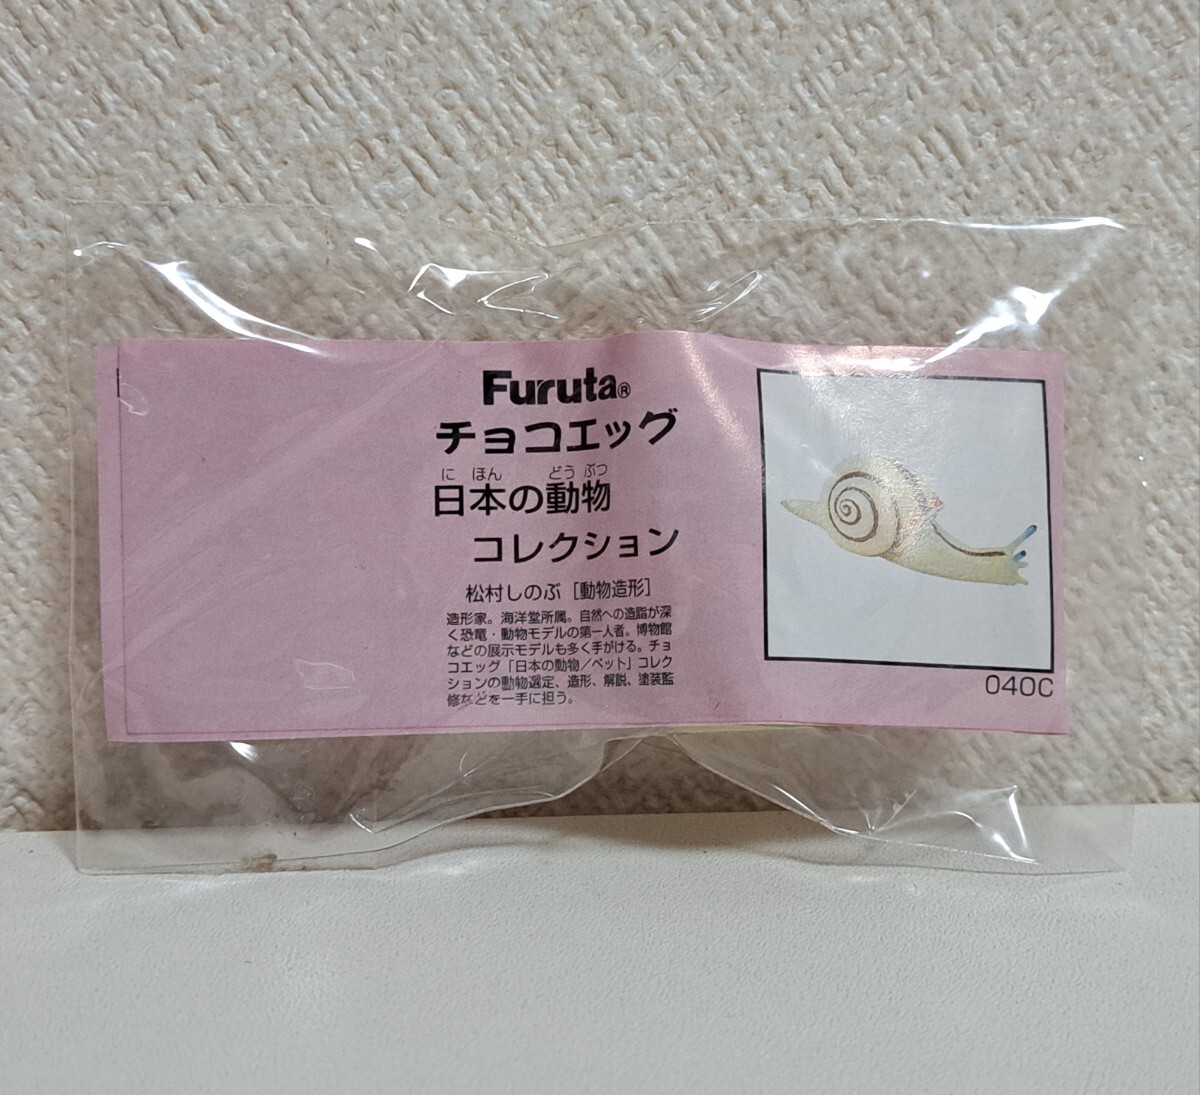 Furuta®
チョコエッグ
にほん どうぶつ
日本の動物
コレクション
松村しのぶ［動物造形］
造形家。海洋堂所属。自然への造詣が深
く恐竜・動物モデルの第一人者。博物館
などの展示モデルも多く手がける。チョ
コエッグ「日本の動物／ペット」コレク
ションの動物選定、造形、解説、塗装監
修などを一手に担う。
040C